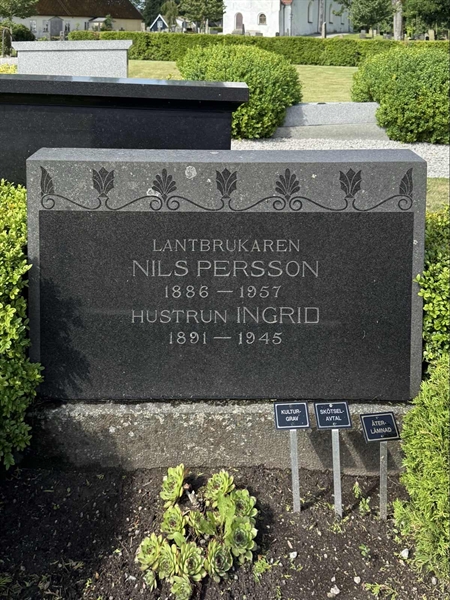 LANTBRUKAREN
NILS PERSSON
1886 — 1957
HUSTRUN INGRID
1891 — 1945
KULTUR-
GRAV
SKÖTSEL-
AVTAL
ÅTER-
LÄMNAD